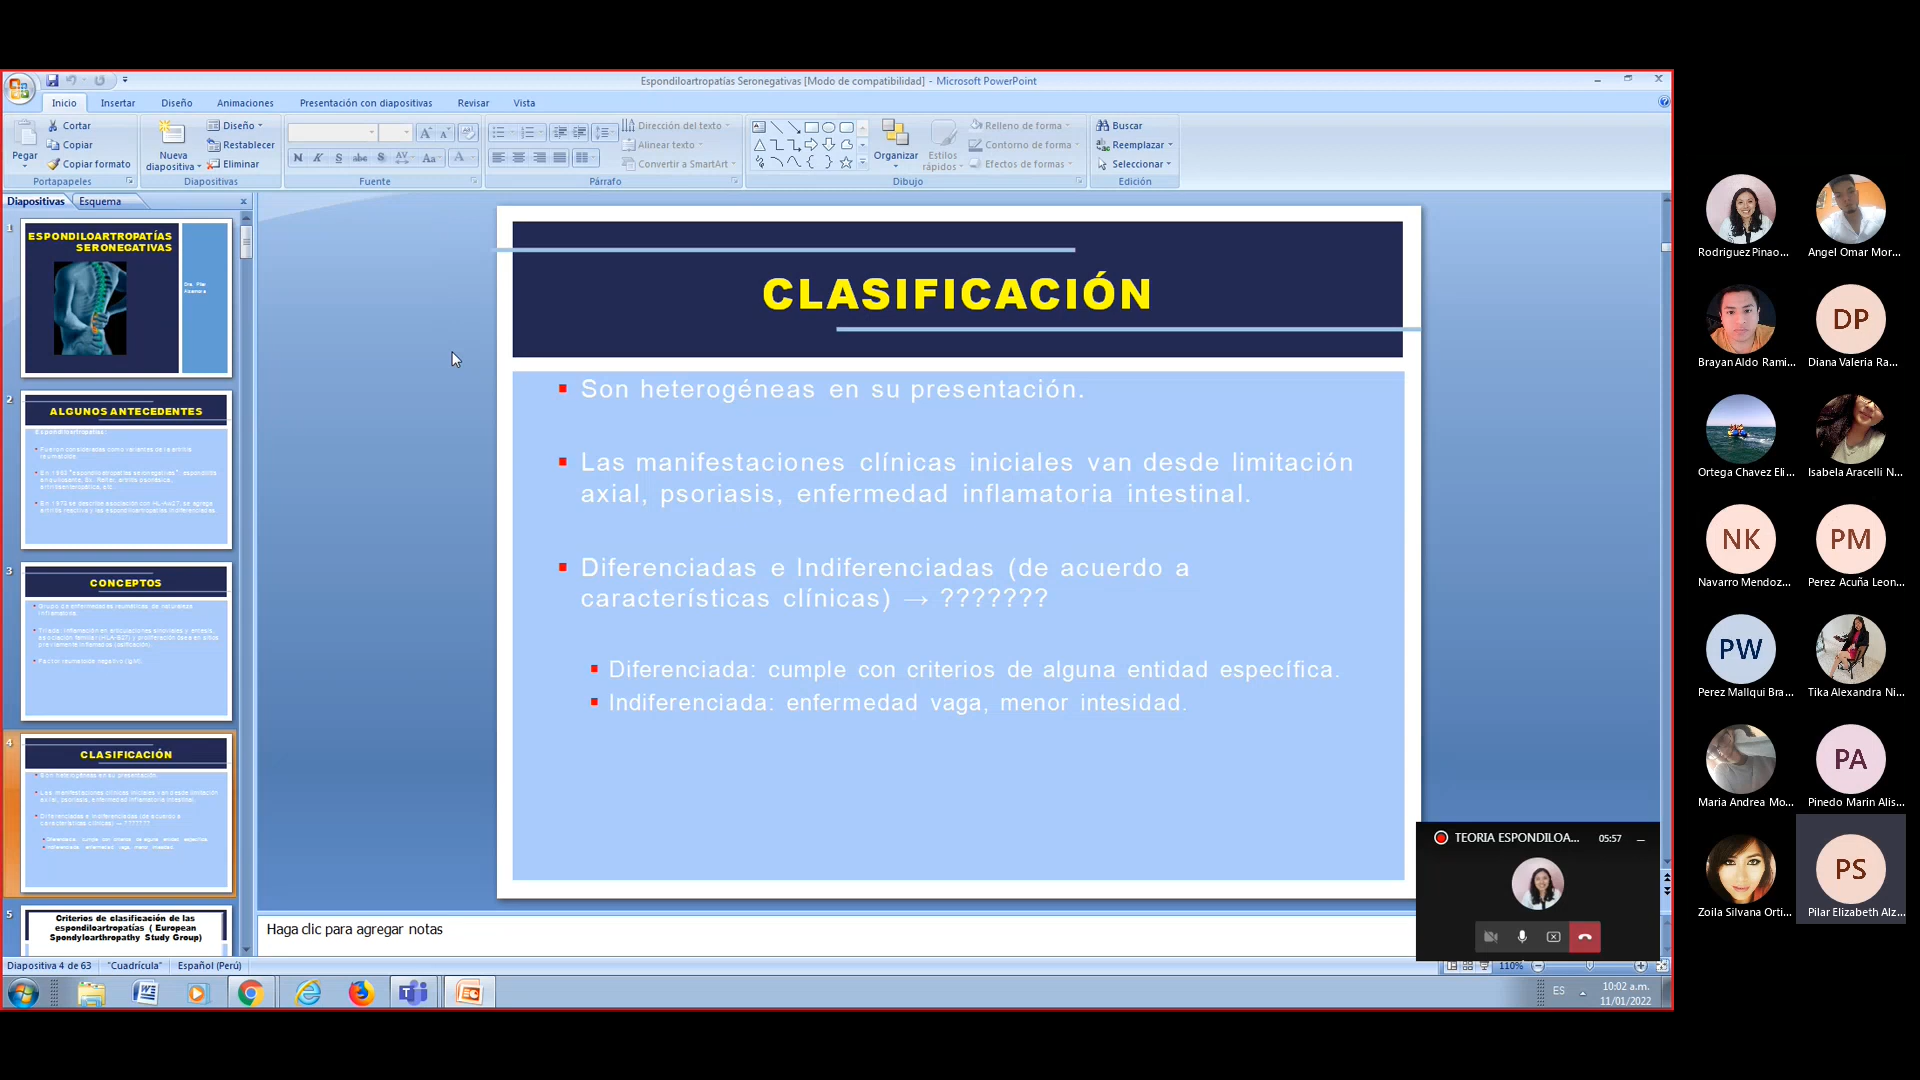 Espondiloartropatías Seronegativas [Modo de compatibilidad] - Microsoft PowerPoint
Inicio
Insertar
Diseño
Animaciones
Presentación con diapositivas
Revisar
Vista
Pegar
Cortar
Copiar
Copiar formato
Portapapeles
Nueva
diapositiva
Diseño
Restablecer
Eliminar
Diapositivas
Fuente
Dirección del texto
Alinear texto
Convertir a SmartArt
Párrafo
Organizar
Estilos
rápidos
Relleno de forma
Contorno de forma
Efectos de formas
Dibujo
Buscar
Reemplazar
Seleccionar
Edición
Diapositivas
Esquema
1
ESPONDILOARTROPATÍAS
SERONEGATIVAS
2
ALGUNOS ANTECEDENTES
3
CONCEPTOS
4
CLASIFICACIÓN
5
Criterios de clasificación de las
espondiloartropatías ( European
Spondyloarthropathy Study Group)
CLASIFICACIÓN
Son heterogéneas en su presentación.
Las manifestaciones clínicas iniciales van desde limitación
axial, psoriasis, enfermedad inflamatoria intestinal.
Diferenciadas e Indiferenciadas (de acuerdo a
características clínicas) → ???????
Diferenciada: cumple con criterios de alguna entidad específica.
Indiferenciada: enfermedad vaga, menor intesidad.
Haga clic para agregar notas
Diapositiva 4 de 63
"Cuadrícula"
Español (Perú)
110%
TEORIA ESPONDILOA...
05:57
ES
10:02 a.m.
11/01/2022
Rodriguez Pinao...
Angel Omar Mor...
Brayan Aldo Rami...
DP
Diana Valeria Ra...
Ortega Chavez Eli...
Isabela Aracelli N...
NK
Navarro Mendoz...
PM
Perez Acuña Leon...
PW
Perez Mallqui Bra...
Tika Alexandra Ni...
Maria Andrea Mo...
PA
Pinedo Marin Alis...
Zoila Silvana Orti...
PS
Pilar Elizabeth Alz...